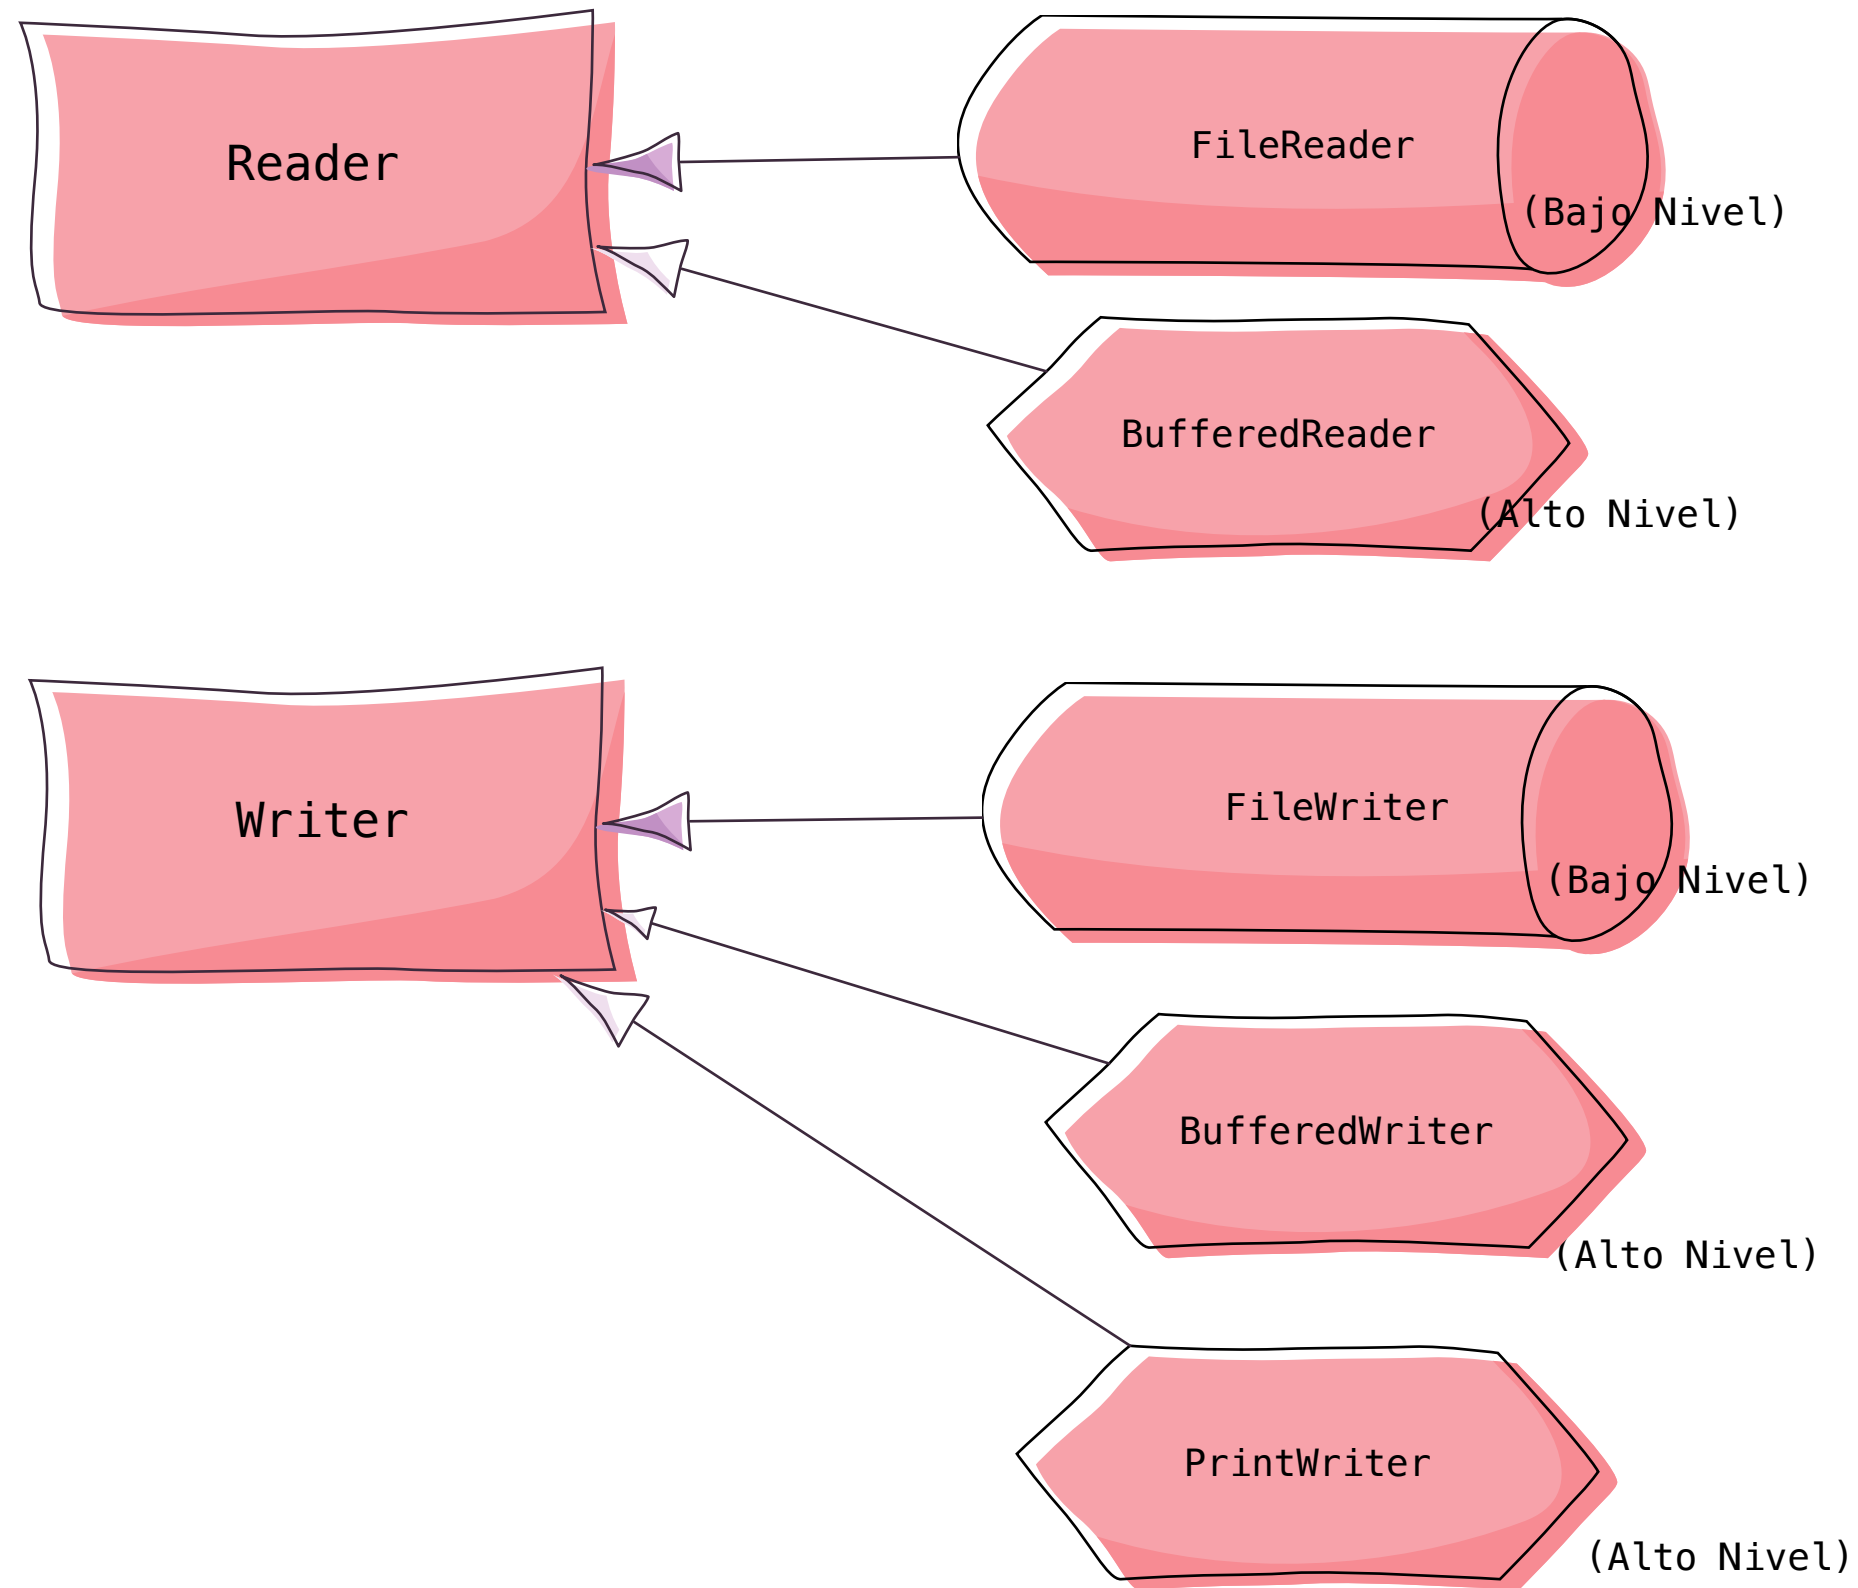 Reader
FileReader
(Bajo Nivel)
BufferedReader
(Alto Nivel)
Writer
FileWriter
(Bajo Nivel)
BufferedWriter
(Alto Nivel)
PrintWriter
(Alto Nivel)